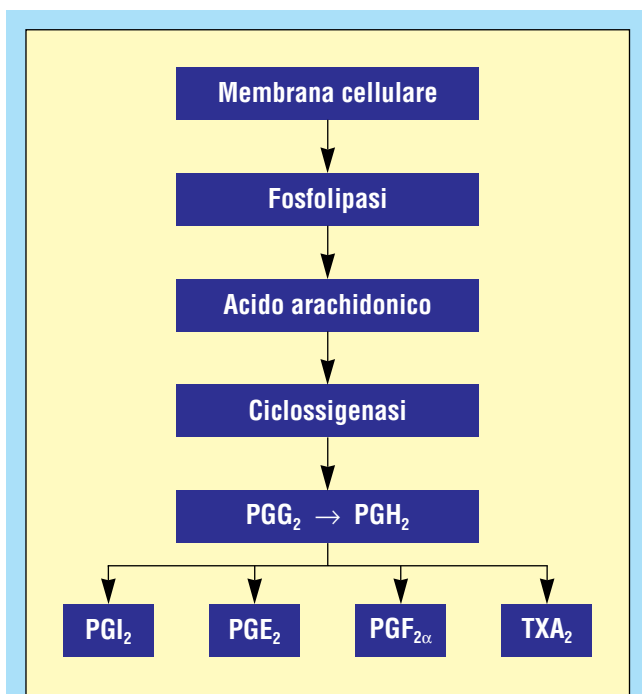 Membrana cellulare
Fosfolipasi
Acido arachidonico
Ciclossigenasi
PGG₂ → PGH₂
PGI₂ PGE₂ PGF₂α TXA₂